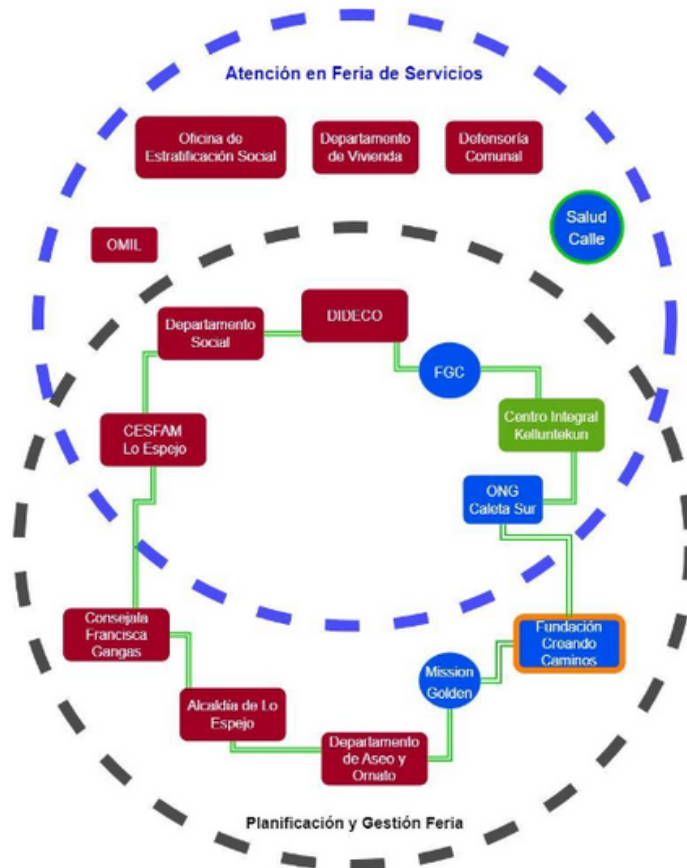 Atención en Feria de Servicios
Oficina de
Estratificación Social
Departamento
de Vivienda
Defensoría
Comunal
Salud
Calle
OMIL
DIDECO
Departamento
Social
FGC
Centro Integral
Kelluntekun
CESFAM
Lo Espejo
ONG
Caleta Sur
Consejala
Francisca
Gangas
Fundación
Creando
Caminos
Mission
Golden
Alcaldía de Lo
Espejo
Departamento
de Aseo y
Ornato
Planificación y Gestión Feria